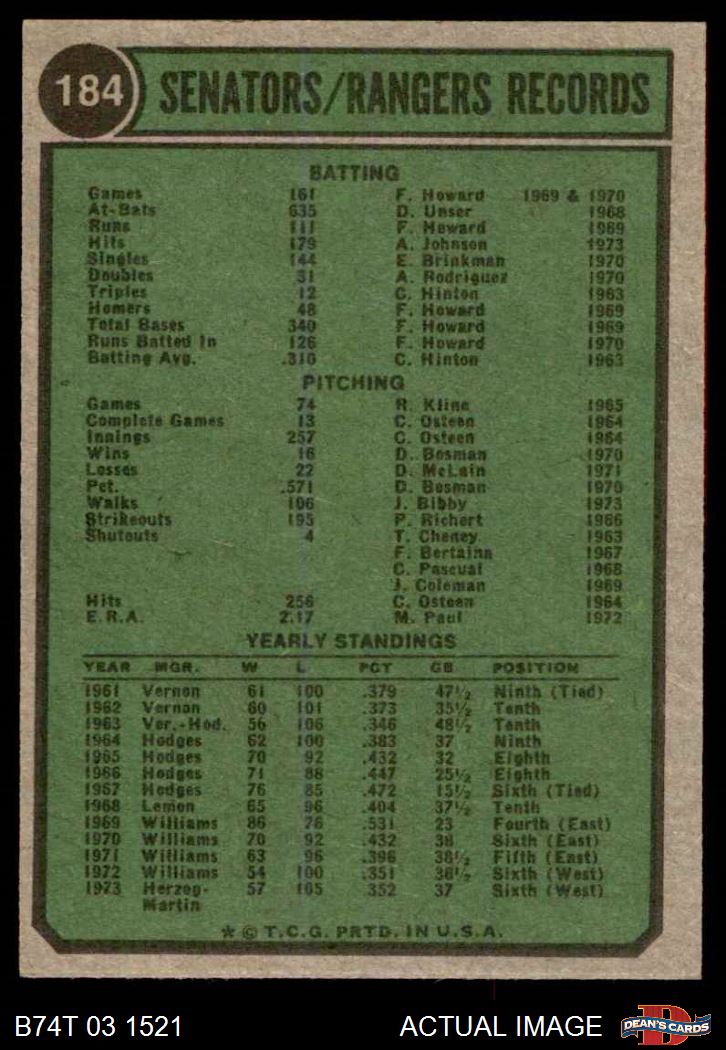 184 SENATORS/RANGERS RECORDS
BATTING
Games 161 F. Howard 1969 & 1970
At-Bats 635 D. Unser 1968
Runs 111 F. Howard 1969
Hits 179 A. Johnson 1973
Singles 144 E. Brinkman 1970
Doubles 31 A. Rodriguez 1970
Triples 12 C. Hinton 1963
Homers 48 F. Howard 1969
Total Bases 340 F. Howard 1969
Runs Batted In 126 F. Howard 1970
Batting Avg. .310 C. Hinton 1963
PITCHING
Games 74 R. Kline 1965
Complete Games 13 C. Osteen 1964
Innings 257 C. Osteen 1964
Wins 16 D. Bosman 1970
Losses 22 D. McLain 1971
Pct. .571 D. Bosman 1970
Walks 106 J. Bibby 1973
Strikeouts 195 P. Richert 1966
Shutouts 4 T. Cheney 1963
F. Bertaina 1967
C. Pascual 1968
J. Coleman 1969
Hits 256 C. Osteen 1964
E.R.A. 2.17 M. Paul 1972
YEARLY STANDINGS
YEAR MGR. W L PCT GB POSITION
1961 Vernon 61 100 .379 47½ Ninth (Tied)
1962 Vernon 60 101 .373 35½ Tenth
1963 Ver.-Hod. 56 106 .346 48½ Tenth
1964 Hodges 62 100 .383 37 Ninth
1965 Hodges 70 92 .432 32 Eighth
1966 Hodges 71 88 .447 25½ Eighth
1967 Hodges 76 85 .472 15½ Sixth (Tied)
1968 Lemon 65 96 .404 37½ Tenth
1969 Williams 86 76 .531 23 Fourth (East)
1970 Williams 70 92 .432 38 Sixth (East)
1971 Williams 63 96 .396 38½ Fifth (East)
1972 Williams 54 100 .351 38½ Sixth (West)
1973 Herzog- 57 105 .352 37 Sixth (West)
Martin
* © T.C.G. PRTD. IN U.S.A.
B74T 03 1521 ACTUAL IMAGE D DEAN'S CARDS